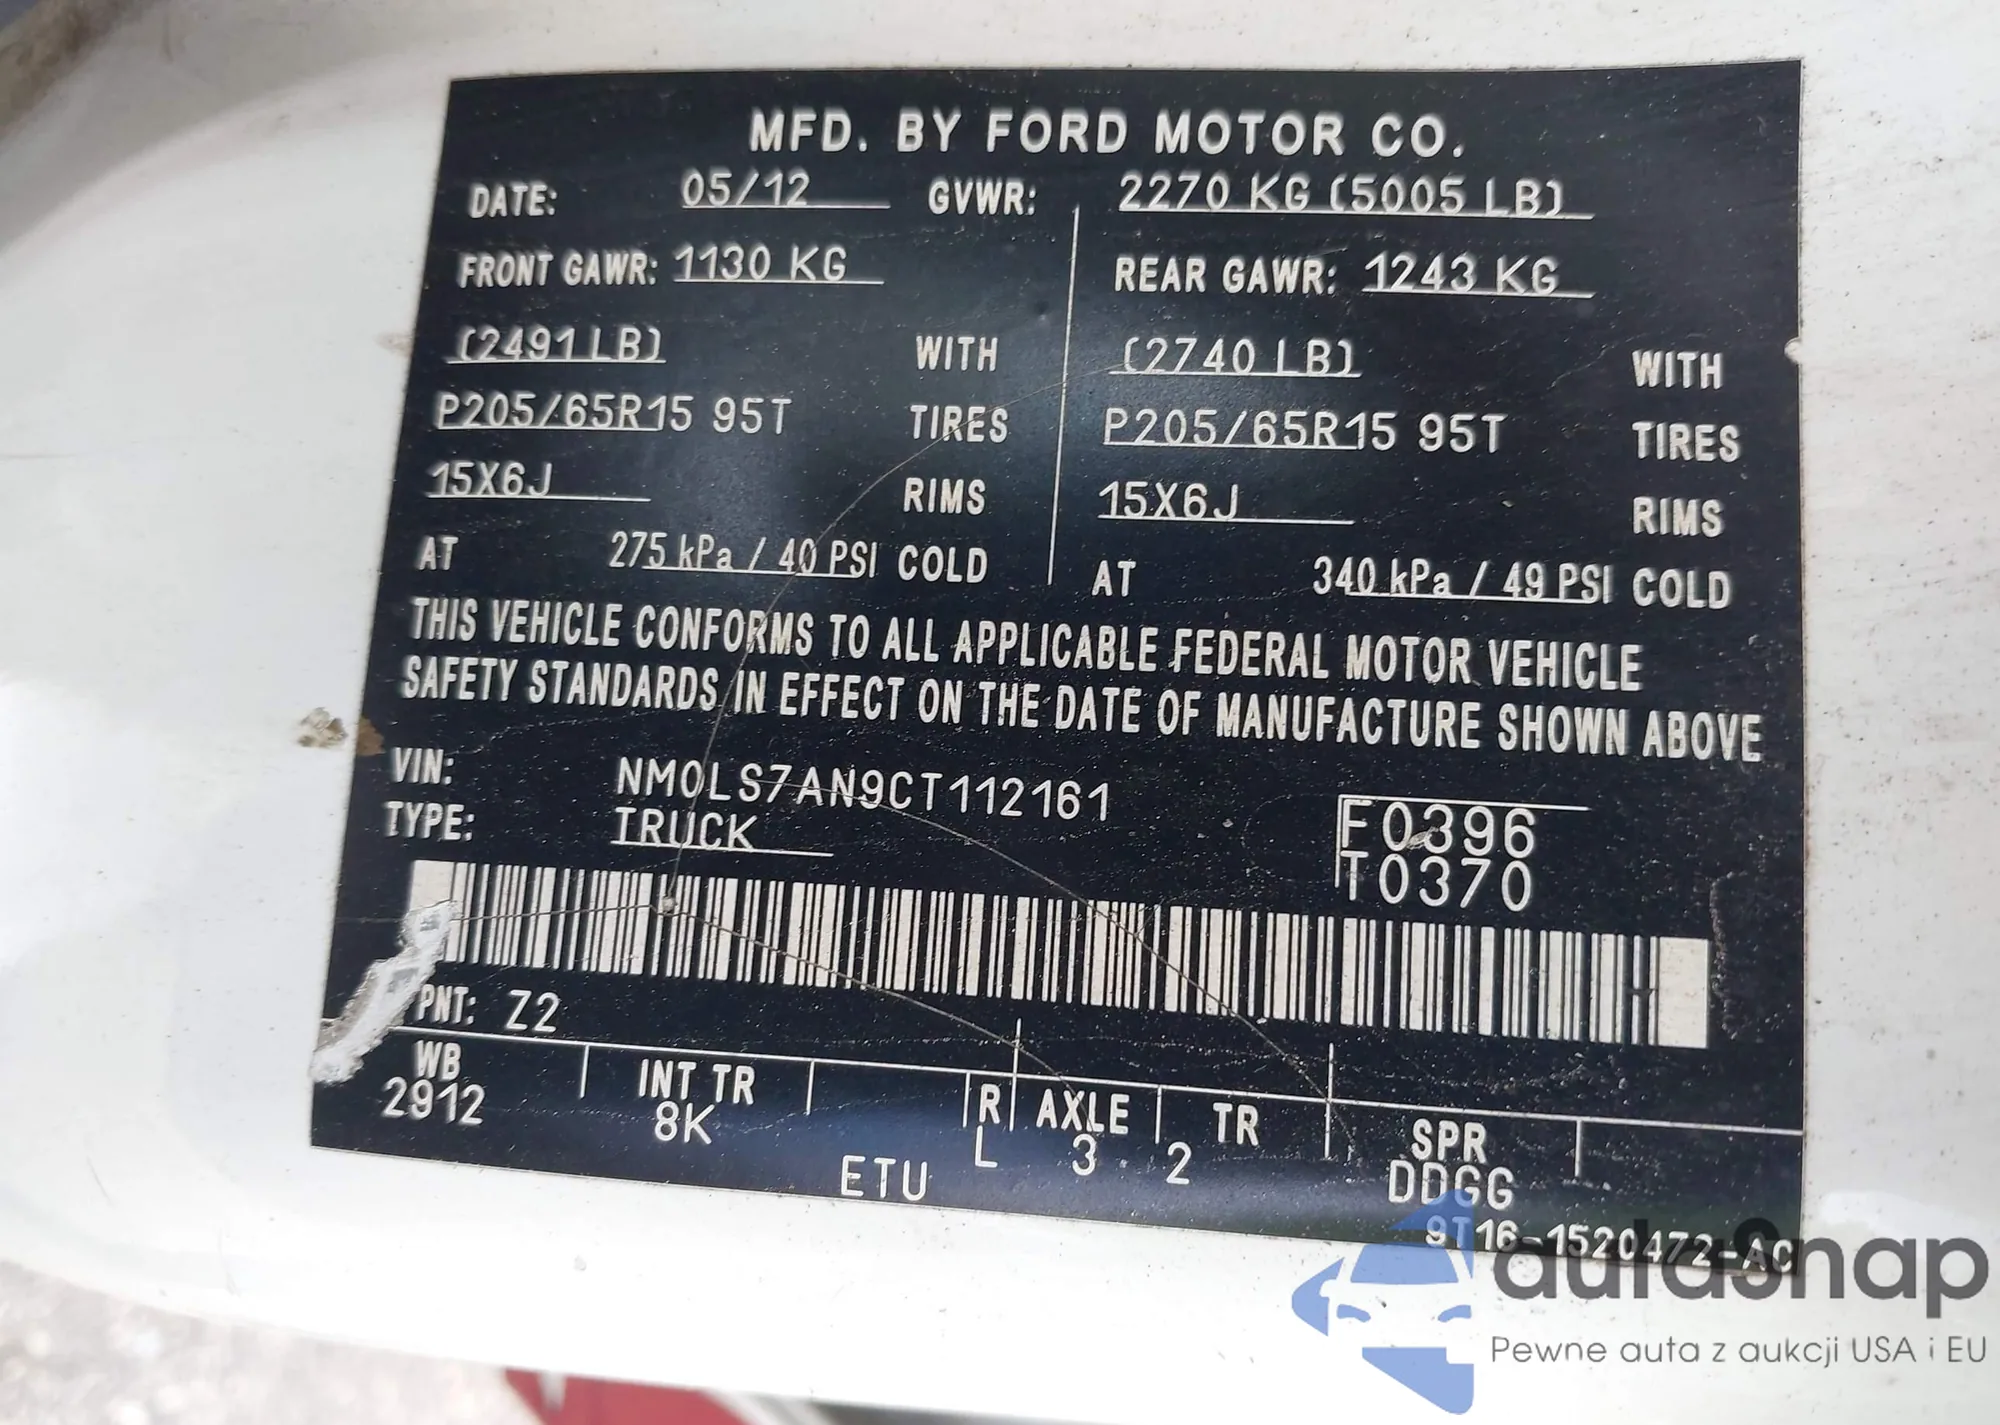 MFD. BY FORD MOTOR CO.
DATE: 05/12 GVWR: 2270 KG (5005 LB)
FRONT GAWR: 1130 KG REAR GAWR: 1243 KG
(2491 LB) WITH (2740 LB) WITH
P205/65R15 95T TIRES P205/65R15 95T TIRES
15X6J RIMS 15X6J RIMS
AT 275 kPa / 40 PSI COLD AT 340 kPa / 49 PSI COLD
THIS VEHICLE CONFORMS TO ALL APPLICABLE FEDERAL MOTOR VEHICLE
SAFETY STANDARDS IN EFFECT ON THE DATE OF MANUFACTURE SHOWN ABOVE
VIN: NM0LS7AN9CT112161
TYPE: TRUCK
F0396
T0370
PNT: Z2
WB INT TR R AXLE TR SPR
2912 8K L 3 2 DDGG
ETU
9T16-1520472-AC
autaSnap
Pewne auta z aukcji USA i EU